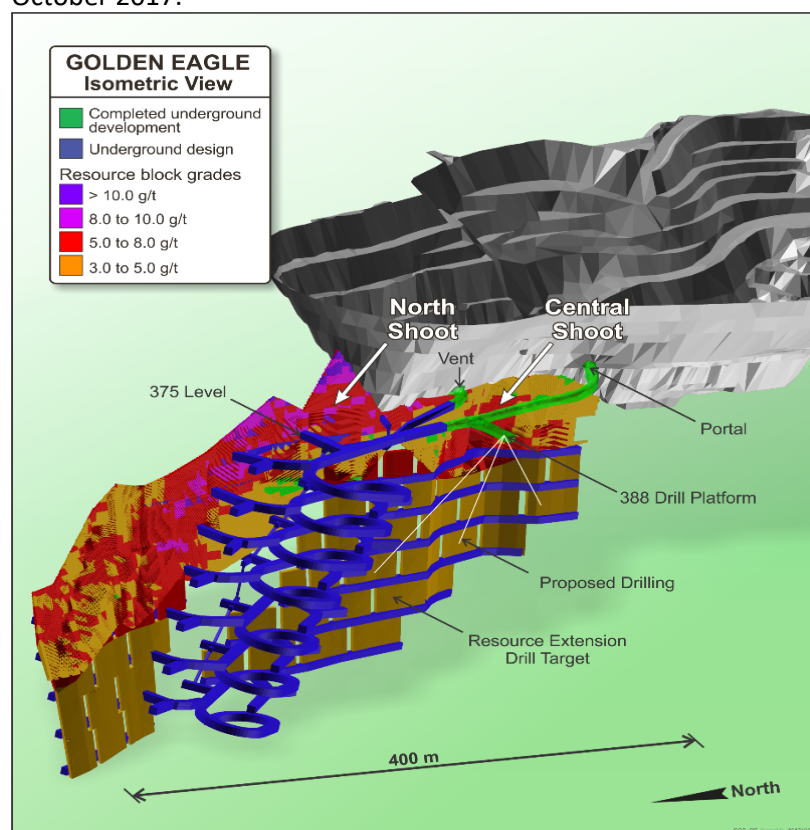 October 2017.
GOLDEN EAGLE
Isometric View
Completed underground
development
Underground design
Resource block grades
> 10.0 g/t
8.0 to 10.0 g/t
5.0 to 8.0 g/t
3.0 to 5.0 g/t
North
Shoot
Central
Shoot
Vent
375 Level
Portal
388 Drill Platform
Proposed Drilling
Resource Extension
Drill Target
400 m
North